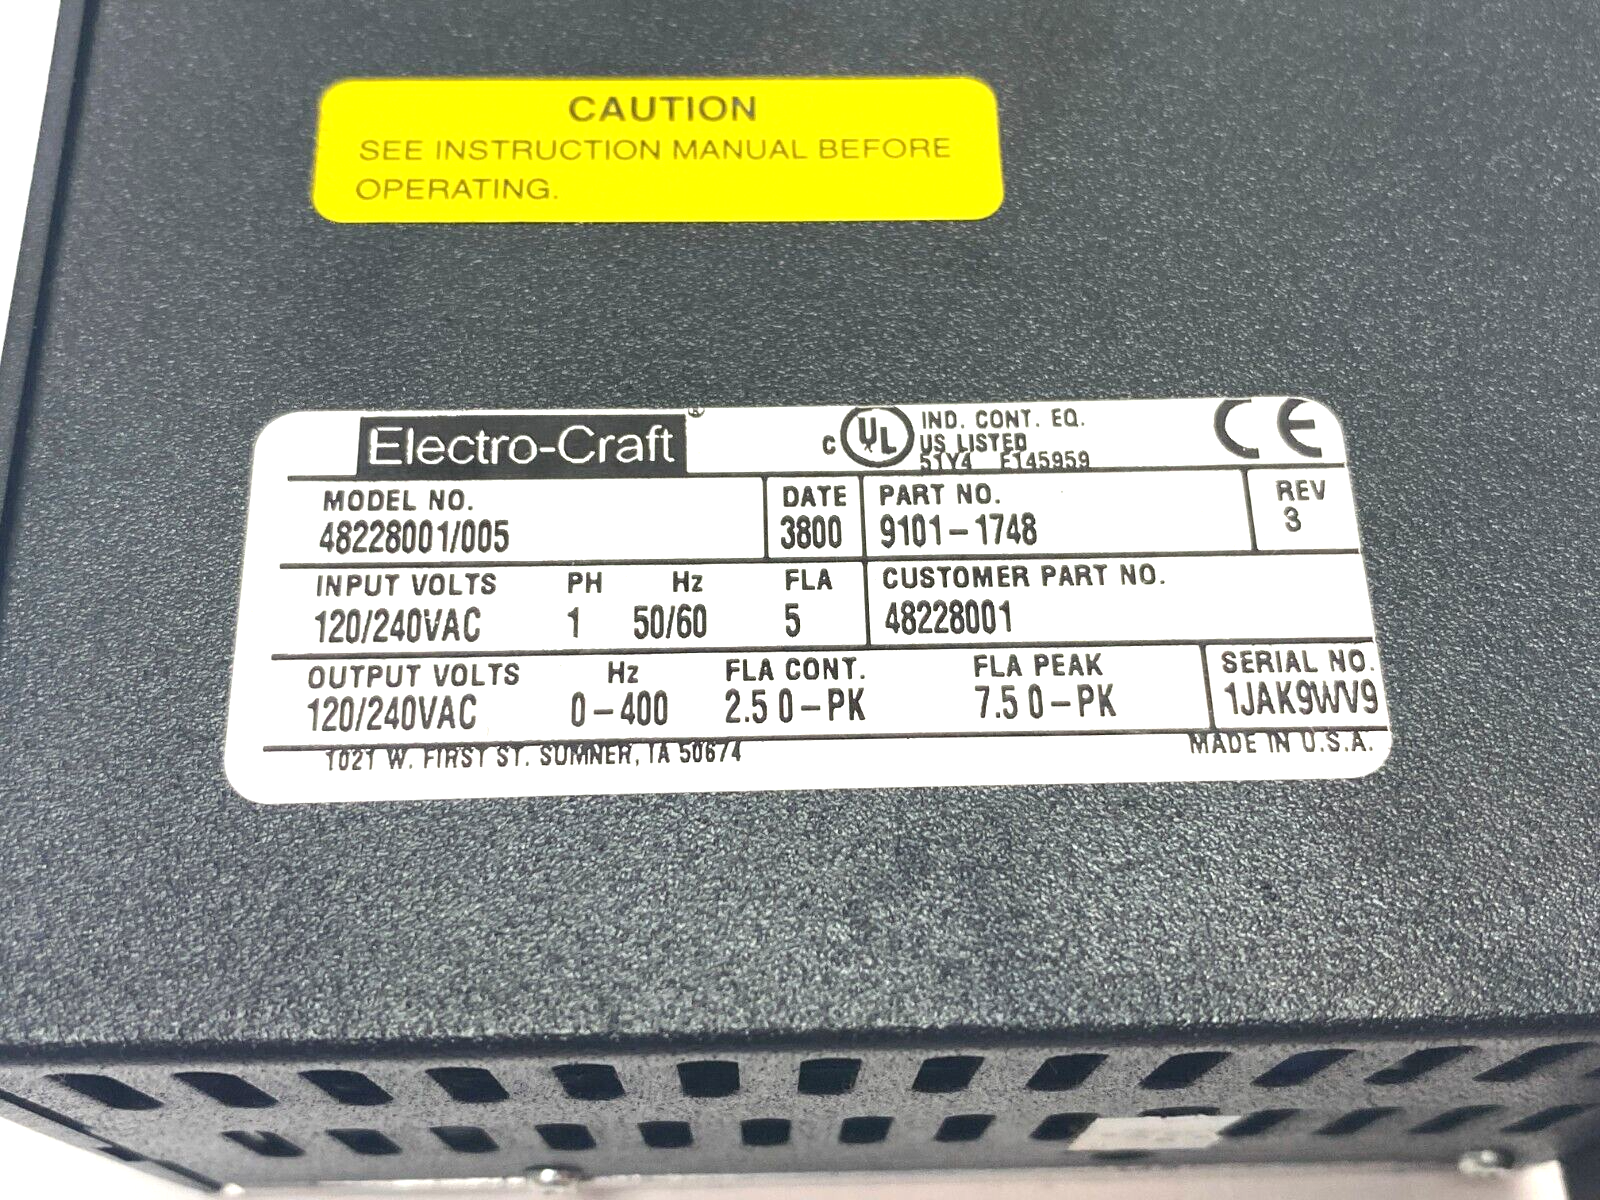 CAUTION
SEE INSTRUCTION MANUAL BEFORE
OPERATING.
Electro-Craft®
c UL IND. CONT. EQ.
US LISTED
51Y4 E145959
CE
MODEL NO. DATE PART NO. REV
48228001/005 3800 9101-1748 3
INPUT VOLTS PH Hz FLA CUSTOMER PART NO.
120/240VAC 1 50/60 5 48228001
OUTPUT VOLTS Hz FLA CONT. FLA PEAK SERIAL NO.
120/240VAC 0-400 2.5 0-PK 7.5 0-PK 1JAK9WV9
1021 W. FIRST ST. SUMNER, IA 50674 MADE IN U.S.A.